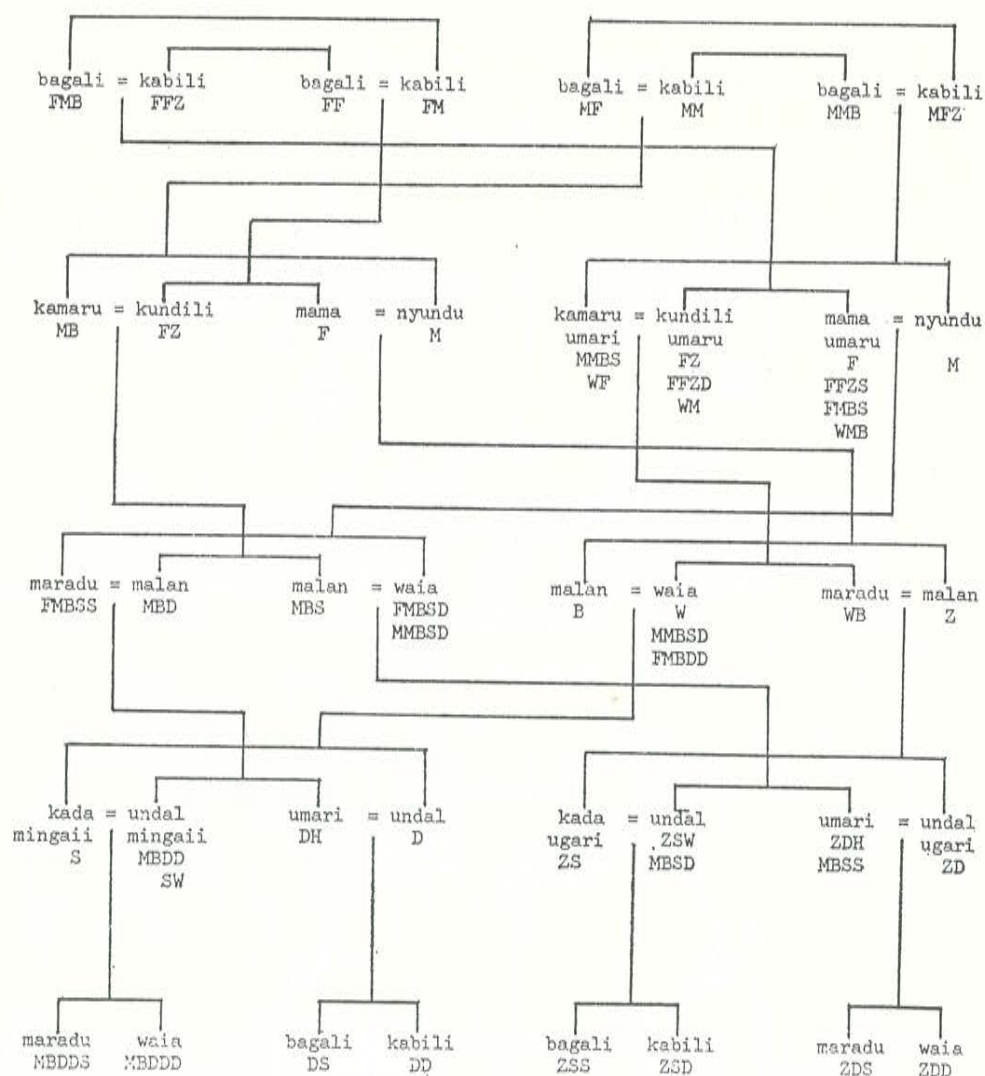 bagali = kabili bagali = kabili bagali = kabili bagali = kabili
FMB FFZ FF FM MF MM MMB MFZ
kamaru = kundili mama = nyundu kamaru = kundili mama = nyundu
MB FZ F M umari umaru umaru
MMBS FZ F M
WF FFZD FFZS
WM FMBS
WMB
maradu = malan malan = waia malan = waia maradu = malan
FMBSS MBD MBS FMBSD B W WB Z
MMBSD MMBSD
FMBDD
kada = undal umari = undal kada = undal umari = undal
mingaii mingaii DH D ugari ZSW ZDH ugari
S MBDD ZS MBSD MBSS ZD
SW
maradu waia bagali kabili bagali kabili maradu waia
MBDDS MBDDD DS DD ZSS ZSD ZDS ZDD